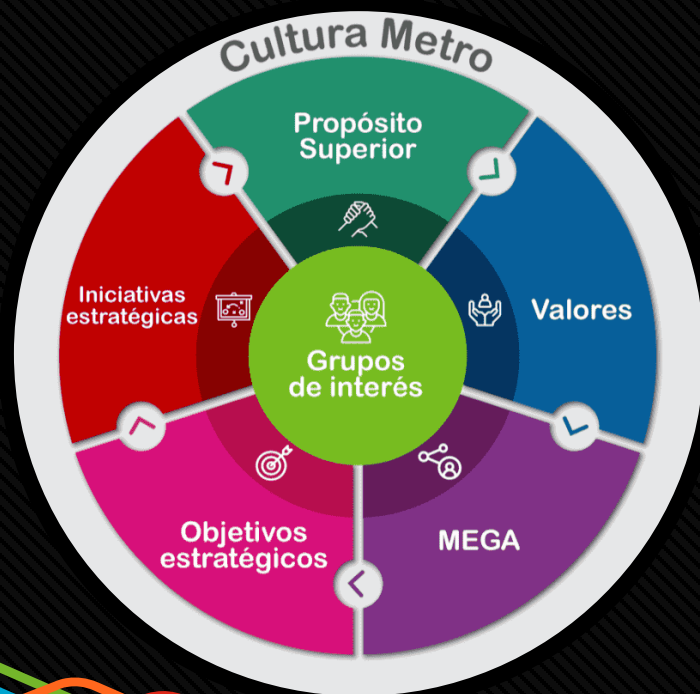 Cultura Metro
Propósito
Superior
Valores
MEGA
Objetivos
estratégicos
Iniciativas
estratégicas
Grupos
de interés